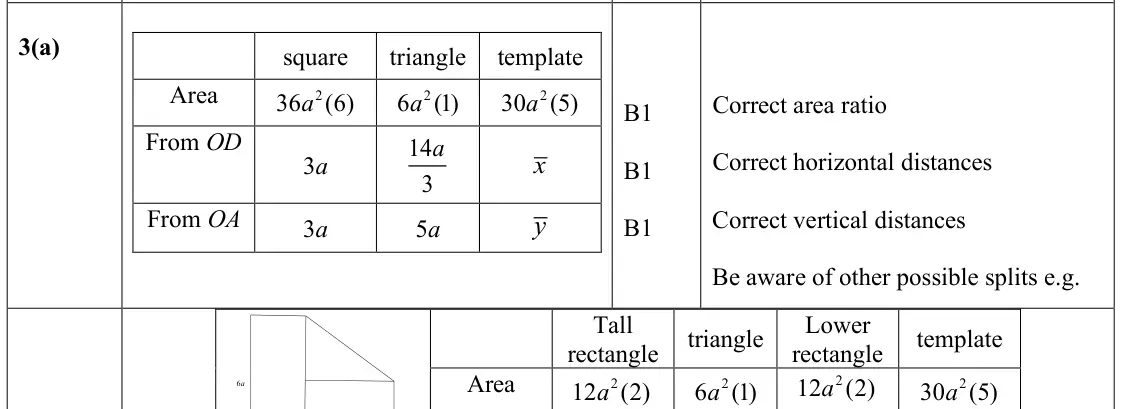 3(a)
square triangle template
Area 36a²(6) 6a²(1) 30a²(5) B1 Correct area ratio
From OD 3a 14a/3 x̅ B1 Correct horizontal distances
From OA 3a 5a y̅ B1 Correct vertical distances
Be aware of other possible splits e.g.
Tall rectangle triangle Lower rectangle template
6a
Area 12a²(2) 6a²(1) 12a²(2) 30a²(5)